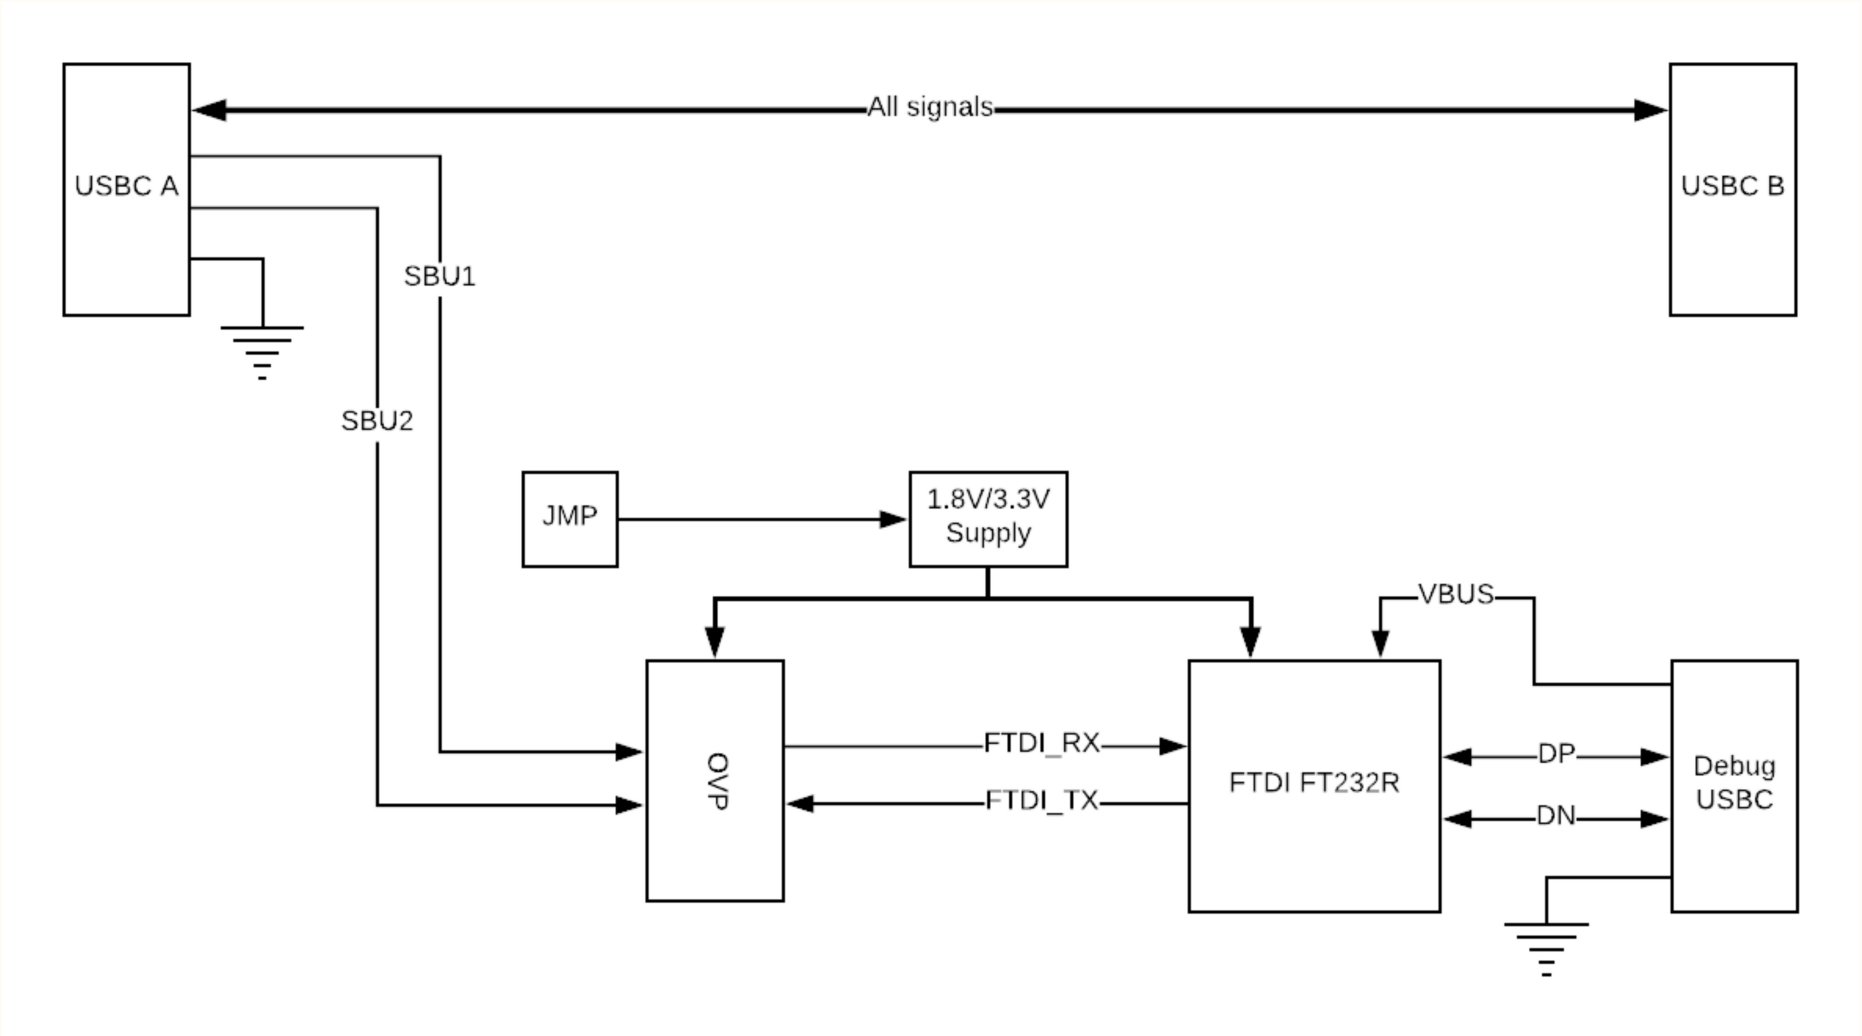 All signals
USBC A
USBC B
SBU1
SBU2
JMP
1.8V/3.3V
Supply
VBUS
OVP
FTDI_RX
FTDI_TX
FTDI FT232R
DP
DN
Debug
USBC